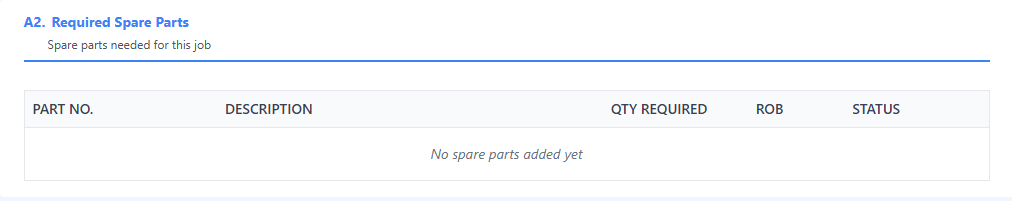 A2. Required Spare Parts
Spare parts needed for this job
PART NO. DESCRIPTION QTY REQUIRED ROB STATUS
No spare parts added yet